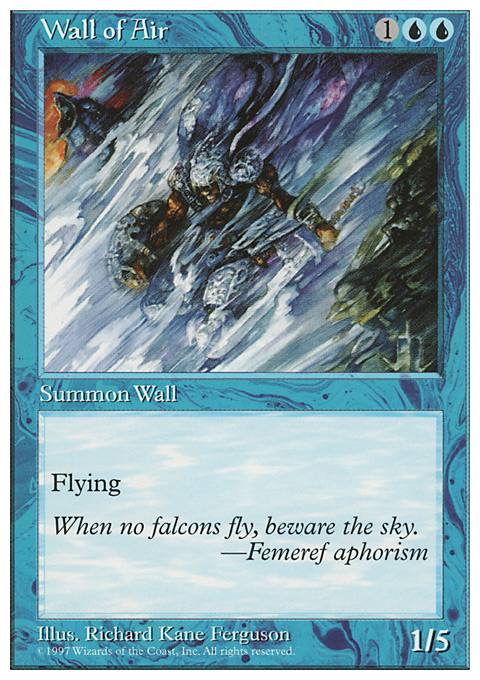 Wall of Air 1
Summon Wall
Flying
When no falcons fly, beware the sky.
—Femeref aphorism
Illus. Richard Kane Ferguson
©1997 Wizards of the Coast, Inc. All rights reserved.
1/5